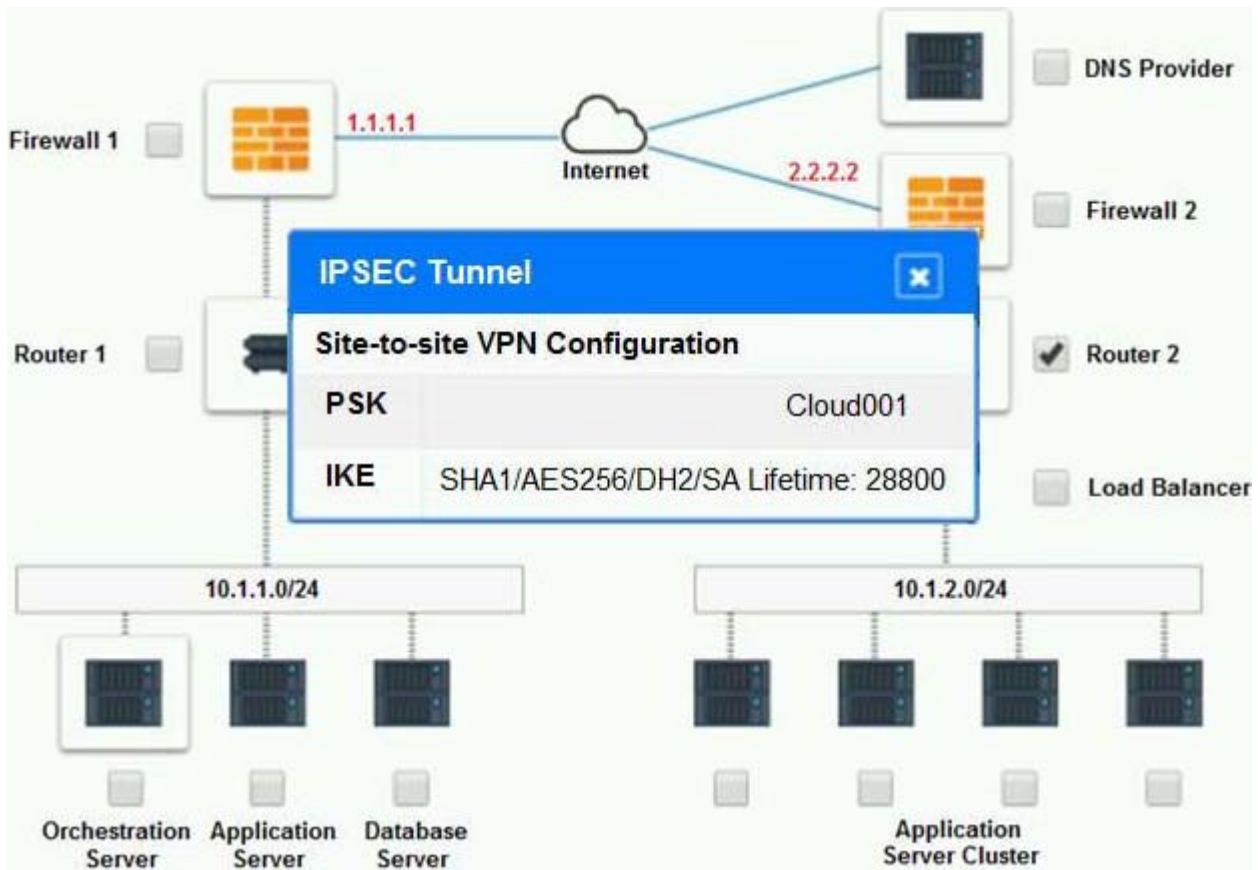 DNS Provider
Firewall 1
1.1.1.1
Internet
2.2.2.2
Firewall 2
IPSEC Tunnel
Site-to-site VPN Configuration
Router 1
Router 2
PSK Cloud001
IKE SHA1/AES256/DH2/SA Lifetime: 28800
Load Balancer
10.1.1.0/24
10.1.2.0/24
Orchestration
Server
Application
Server
Database
Server
Application
Server Cluster